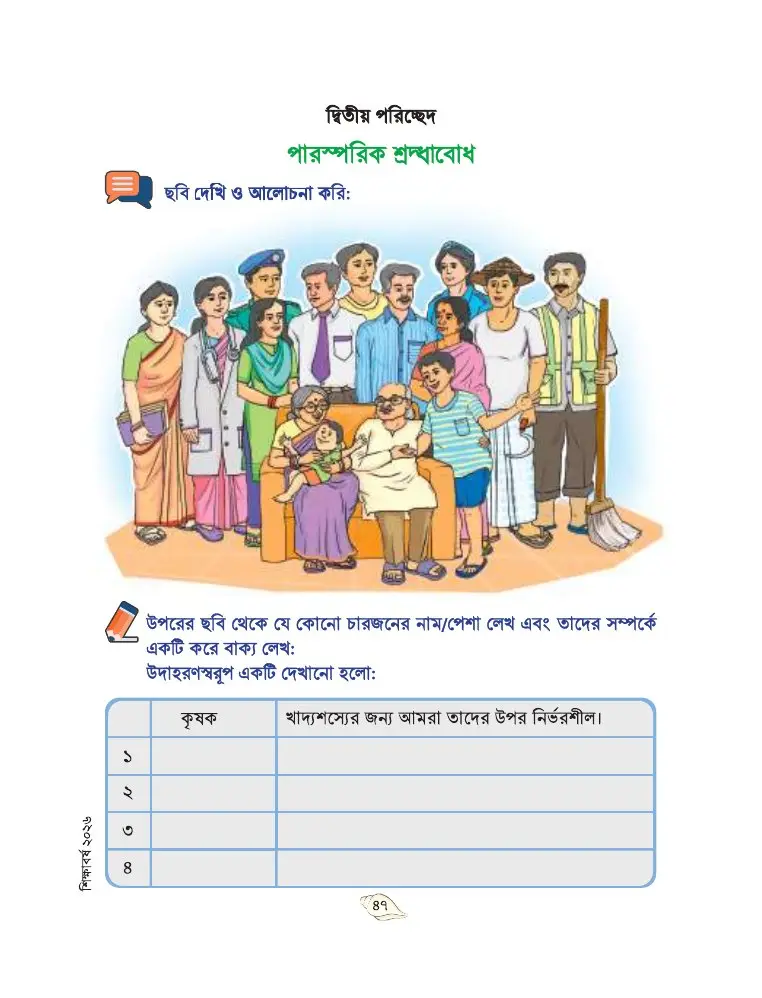 দ্বিতীয় পরিচ্ছেদ
পারস্পরিক শ্রদ্ধাবোধ
ছবি দেখি ও আলোচনা করি:
উপরের ছবি থেকে যে কোনো চারজনের নাম/পেশা লেখ এবং তাদের সম্পর্কে
একটি করে বাক্য লেখ:
উদাহরণস্বরূপ একটি দেখানো হলো:
কৃষক খাদ্যশস্যের জন্য আমরা তাদের উপর নির্ভরশীল।
১
২
৩
৪
শিক্ষাবর্ষ ২০২৬
৪৭